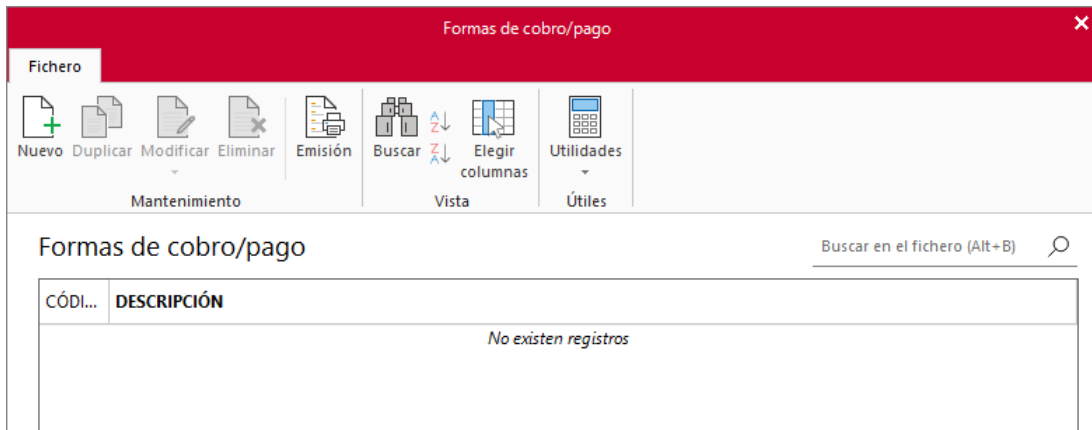 Formas de cobro/pago
Fichero
Nuevo Duplicar Modificar Eliminar Emisión Buscar Elegir columnas Utilidades
Mantenimiento Vista Útiles
Formas de cobro/pago
Buscar en el fichero (Alt+B)
CÓDI... DESCRIPCIÓN
No existen registros